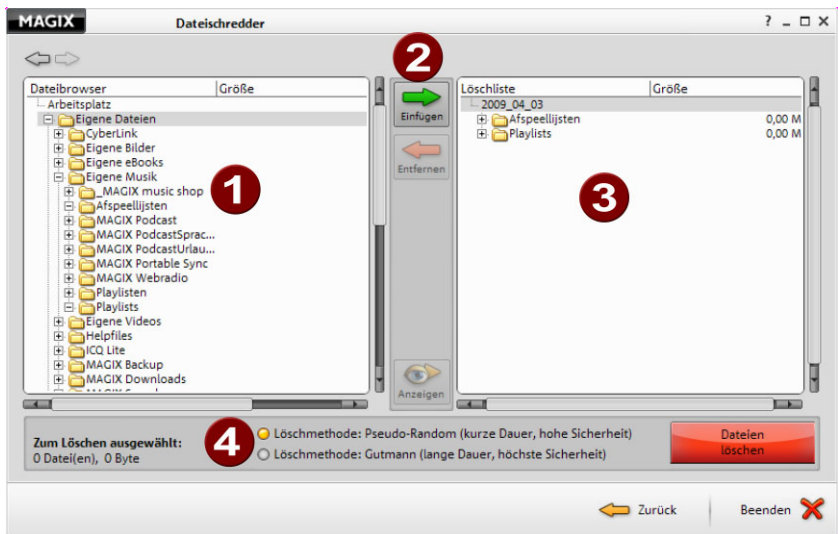 MAGIX Dateischredder ? _ □ X
2
Dateibrowser Größe
Arbeitsplatz
Eigene Dateien
CyberLink
Eigene Bilder
Eigene eBooks
Eigene Musik
_MAGIX music shop
Afspeellijsten
MAGIX Podcast
MAGIX PodcastSprac...
MAGIX PodcastUrlau...
MAGIX Portable Sync
MAGIX Webradio
Playlisten
Playlists
Eigene Videos
Helpfiles
ICQ Lite
MAGIX Backup
MAGIX Downloads
1
Einfügen
Entfernen
Anzeigen
Löschliste Größe
2009_04_03
Afspeellijsten 0,00 M
Playlists 0,00 M
3
Zum Löschen ausgewählt:
0 Datei(en), 0 Byte
4
Löschmethode: Pseudo-Random (kurze Dauer, hohe Sicherheit)
Löschmethode: Gutmann (lange Dauer, höchste Sicherheit)
Dateien
löschen
Zurück
Beenden